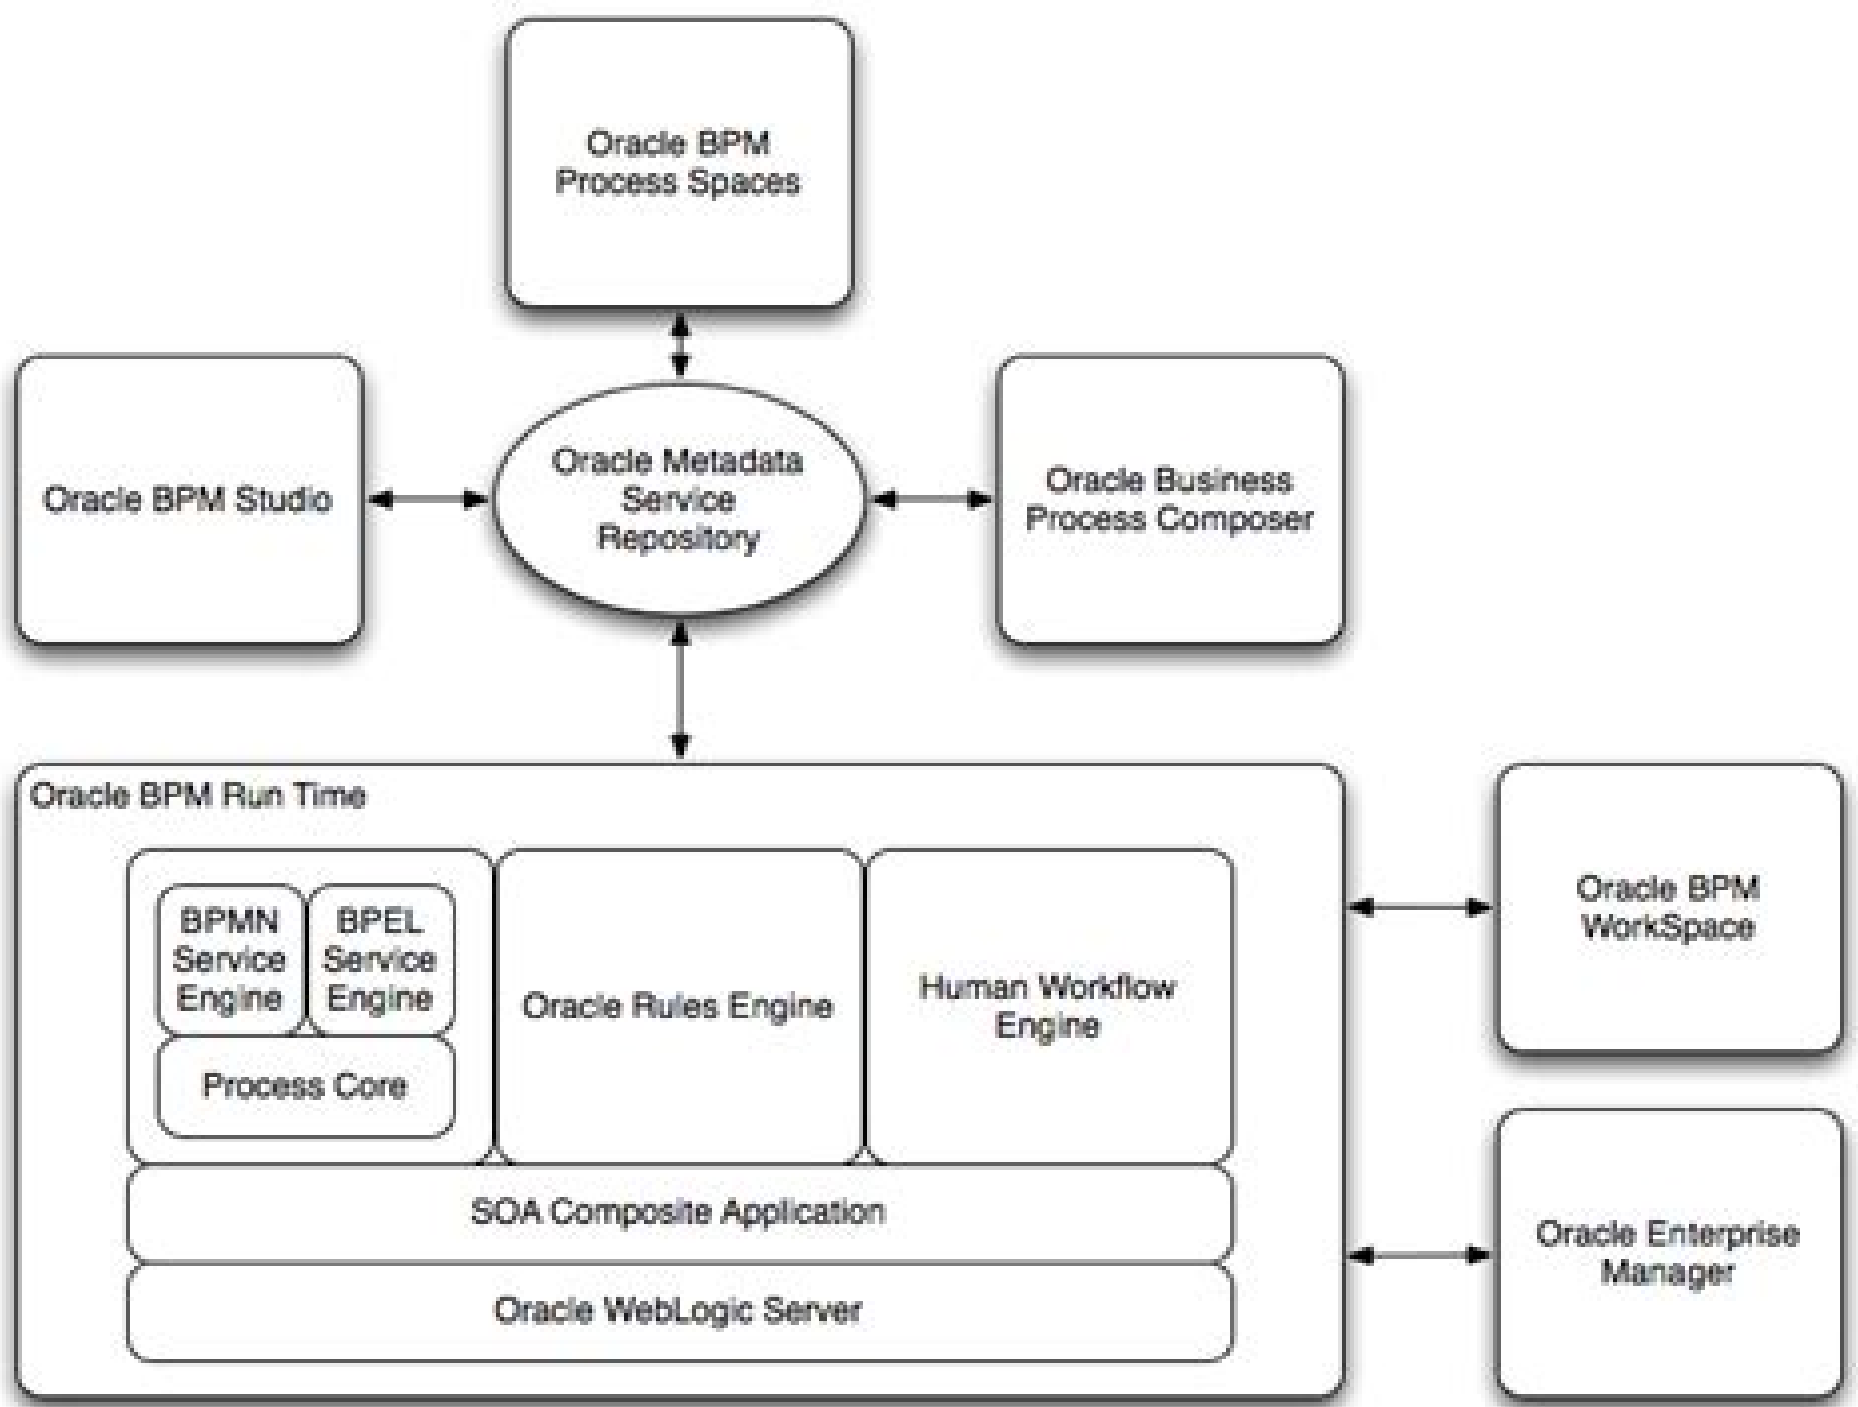 Oracle BPM
Process Spaces
Oracle BPM Studio
Oracle Metadata
Service
Repository
Oracle Business
Process Composer
Oracle BPM Run Time
BPMN
Service
Engine
BPEL
Service
Engine
Process Core
Oracle Rules Engine
Human Workflow
Engine
SOA Composite Application
Oracle WebLogic Server
Oracle BPM
WorkSpace
Oracle Enterprise
Manager